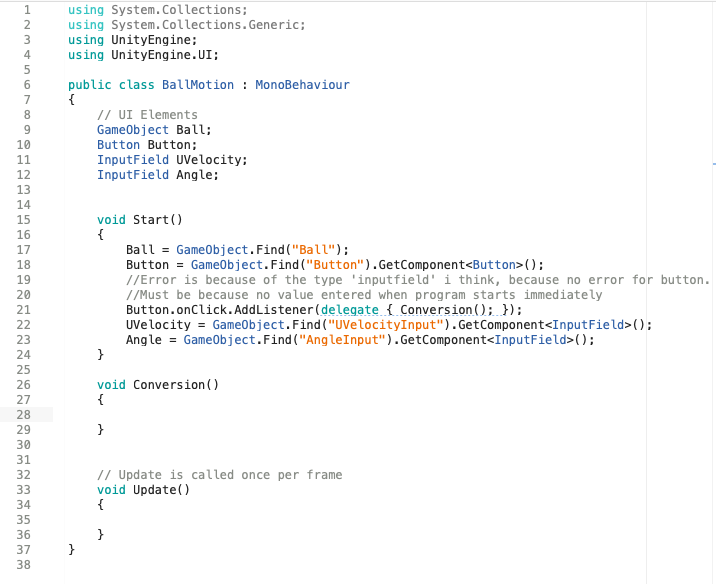 1 using System.Collections;
2 using System.Collections.Generic;
3 using UnityEngine;
4 using UnityEngine.UI;
5
6 public class BallMotion : MonoBehaviour
7 {
8     // UI Elements
9     GameObject Ball;
10     Button Button;
11     InputField UVelocity;
12     InputField Angle;
13
14
15     void Start()
16     {
17         Ball = GameObject.Find("Ball");
18         Button = GameObject.Find("Button").GetComponent<Button>();
19         //Error is because of the type 'inputfield' i think, because no error for button.
20         //Must be because no value entered when program starts immediately
21         Button.onClick.AddListener(delegate { Conversion(); });
22         UVelocity = GameObject.Find("UVelocityInput").GetComponent<InputField>();
23         Angle = GameObject.Find("AngleInput").GetComponent<InputField>();
24     }
25
26     void Conversion()
27     {
28
29     }
30
31
32     // Update is called once per frame
33     void Update()
34     {
35
36     }
37 }
38